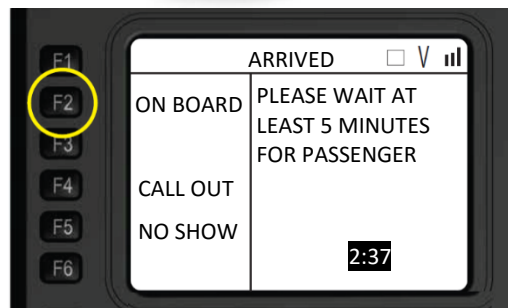 F1
F2
F3
F4
F5
F6
ARRIVED V
ON BOARD
CALL OUT
NO SHOW
PLEASE WAIT AT
LEAST 5 MINUTES
FOR PASSENGER
2:37